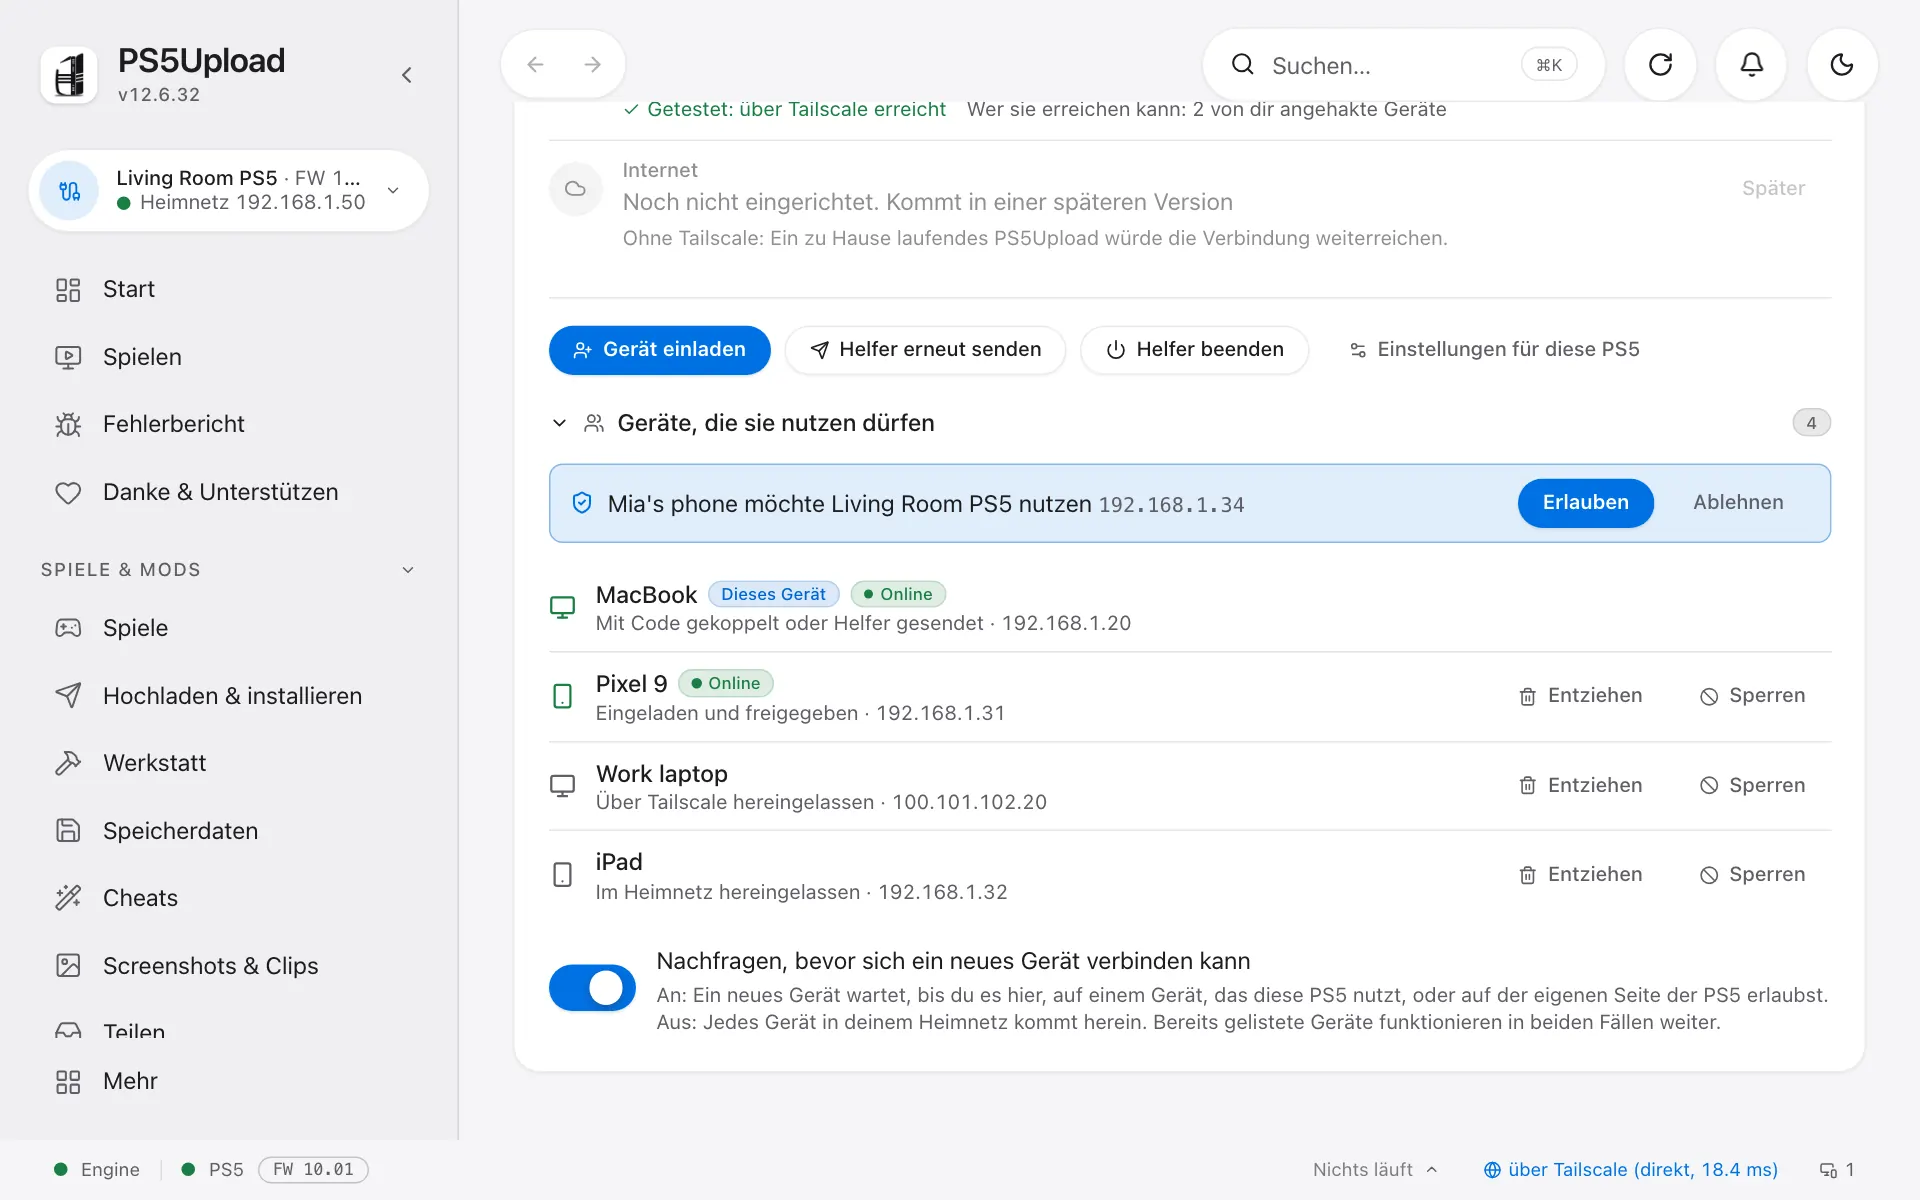 PS5Upload
v12.6.32
Living Room PS5 · FW 1...
Heimnetz 192.168.1.50
Start
Spielen
Fehlerbericht
Danke & Unterstützen
SPIELE & MODS
Spiele
Hochladen & installieren
Werkstatt
Speicherdaten
Cheats
Screenshots & Clips
Teilen
Mehr
Suchen...
⌘K
Getestet: über Tailscale erreicht Wer sie erreichen kann: 2 von dir angehakte Geräte
Internet
Noch nicht eingerichtet. Kommt in einer späteren Version
Ohne Tailscale: Ein zu Hause laufendes PS5Upload würde die Verbindung weiterreichen.
Später
Gerät einladen
Helfer erneut senden
Helfer beenden
Einstellungen für diese PS5
Geräte, die sie nutzen dürfen
4
Mia's phone möchte Living Room PS5 nutzen 192.168.1.34
Erlauben
Ablehnen
MacBook Dieses Gerät Online
Mit Code gekoppelt oder Helfer gesendet · 192.168.1.20
Pixel 9 Online
Eingeladen und freigegeben · 192.168.1.31
Entziehen
Sperren
Work laptop
Über Tailscale hereingelassen · 100.101.102.20
Entziehen
Sperren
iPad
Im Heimnetz hereingelassen · 192.168.1.32
Entziehen
Sperren
Nachfragen, bevor sich ein neues Gerät verbinden kann
An: Ein neues Gerät wartet, bis du es hier, auf einem Gerät, das diese PS5 nutzt, oder auf der eigenen Seite der PS5 erlaubst.
Aus: Jedes Gerät in deinem Heimnetz kommt herein. Bereits gelistete Geräte funktionieren in beiden Fällen weiter.
Engine
PS5
FW 10.01
Nichts läuft
über Tailscale (direkt, 18.4 ms)
1